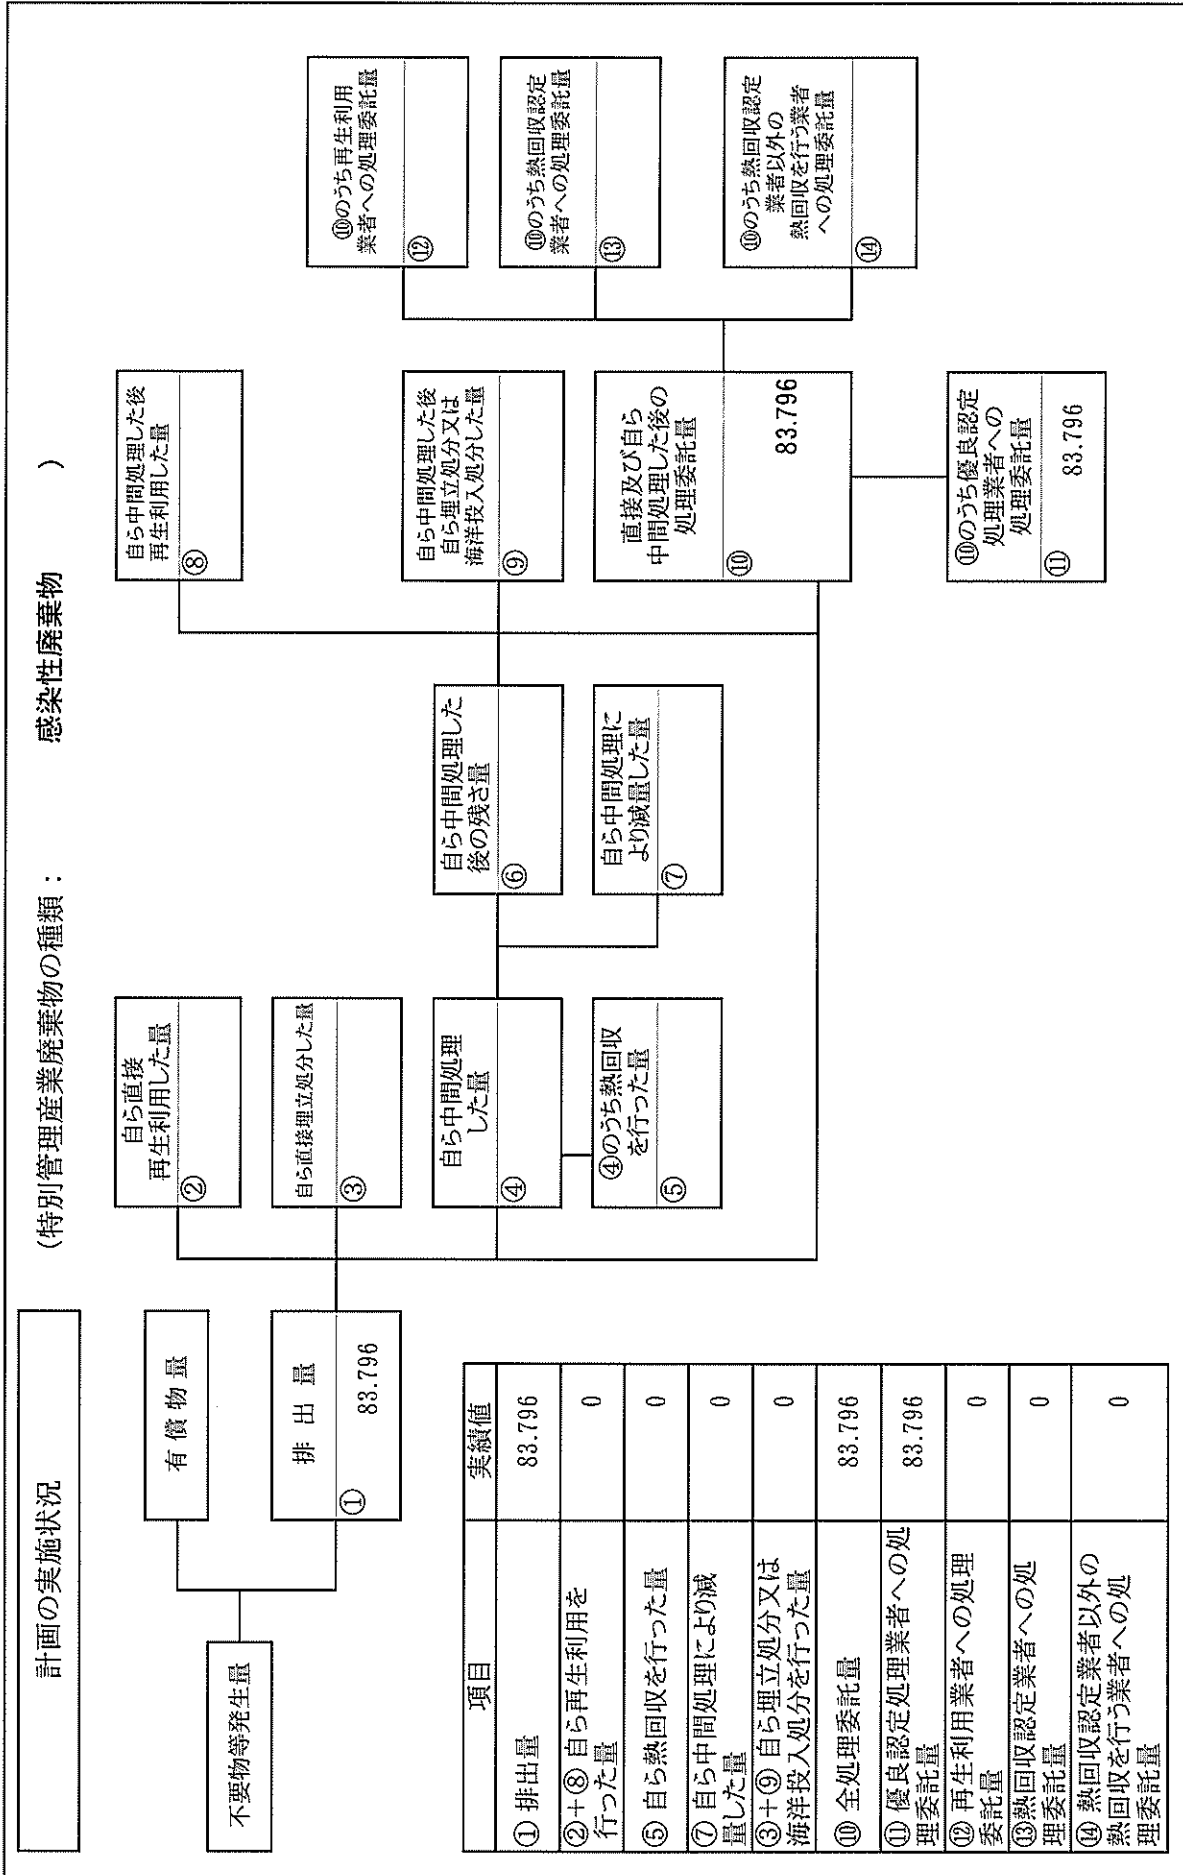 計画の実施状況
（特別管理産業廃棄物の種類：　感染性廃棄物　）
不要物等発生量
有償物量
排出量
①
83.796
自ら直接
再生利用した量
②
自ら直接埋立処分した量
③
自ら中間処理
した量
④
④のうち熱回収
を行った量
⑤
自ら中間処理した
後の残さ量
⑥
自ら中間処理に
より減量した量
⑦
自ら中間処理した後
再生利用した量
⑧
自ら中間処理した後
自ら埋立処分又は
海洋投入処分した量
⑨
直接及び自ら
中間処理した後の
処理委託量
⑩
83.796
⑩のうち優良認定
処理業者への
処理委託量
⑪
83.796
⑩のうち再生利用
業者への処理委託量
⑫
⑩のうち熱回収認定
業者への処理委託量
⑬
⑩のうち熱回収認定
業者以外の
熱回収を行う業者
への処理委託量
⑭
項目 実績値
① 排出量 83.796
②＋⑧ 自ら再生利用を
行った量 0
⑤ 自ら熱回収を行った量 0
⑦ 自ら中間処理により減
量した量 0
③＋⑨ 自ら埋立処分又は
海洋投入処分を行った量 0
⑩ 全処理委託量 83.796
⑪ 優良認定処理業者への処
理委託量 83.796
⑫ 再生利用業者への処理
委託量 0
⑬熱回収認定業者への処
理委託量 0
⑭ 熱回収認定業者以外の
熱回収を行う業者への処
理委託量 0